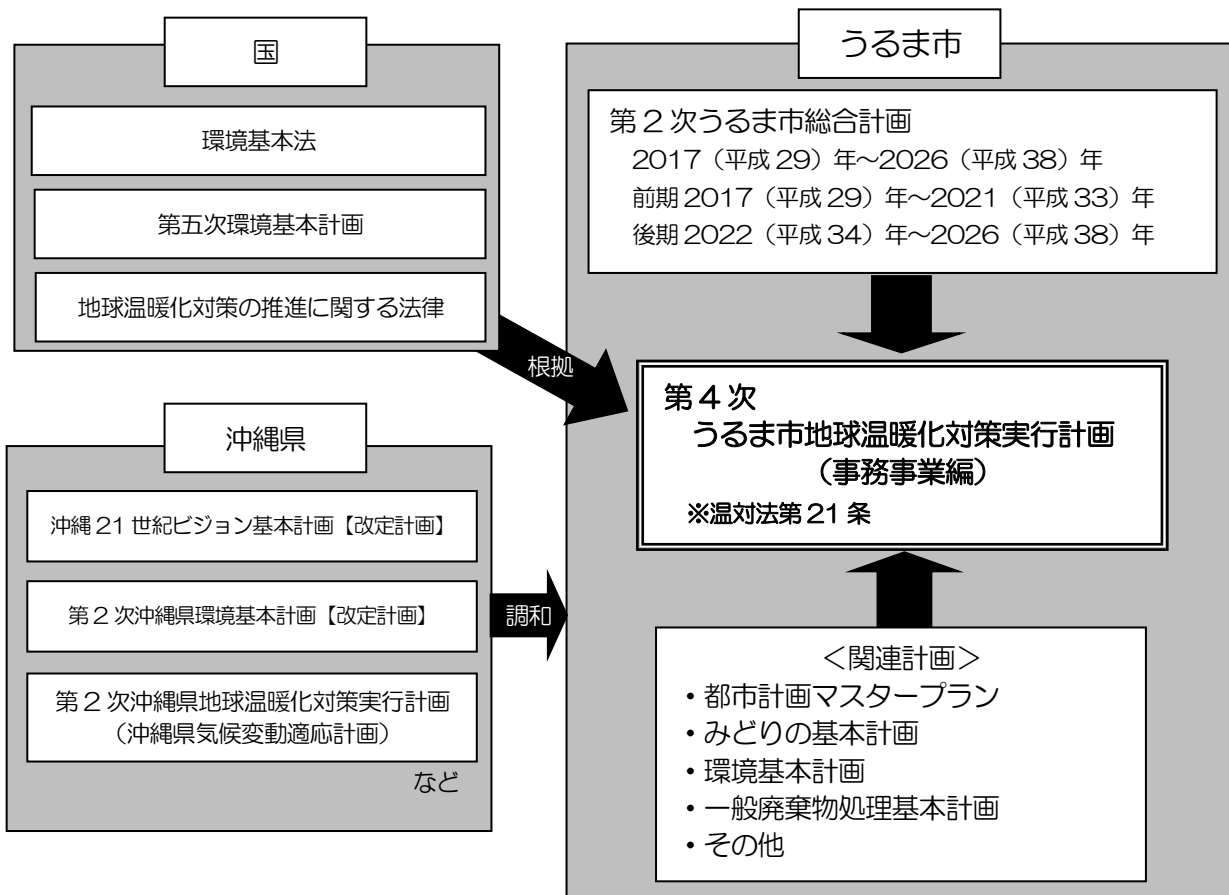 国
環境基本法
第五次環境基本計画
地球温暖化対策の推進に関する法律
根拠
沖縄県
沖縄21世紀ビジョン基本計画【改定計画】
第2次沖縄県環境基本計画【改定計画】
第2次沖縄県地球温暖化対策実行計画
(沖縄県気候変動適応計画)
など
調和
うるま市
第2次うるま市総合計画
2017(平成29)年~2026(平成38)年
前期2017(平成29)年~2021(平成33)年
後期2022(平成34)年~2026(平成38)年
第4次
うるま市地球温暖化対策実行計画
(事務事業編)
※温対法第21条
<関連計画>
・都市計画マスタープラン
・みどりの基本計画
・環境基本計画
・一般廃棄物処理基本計画
・その他